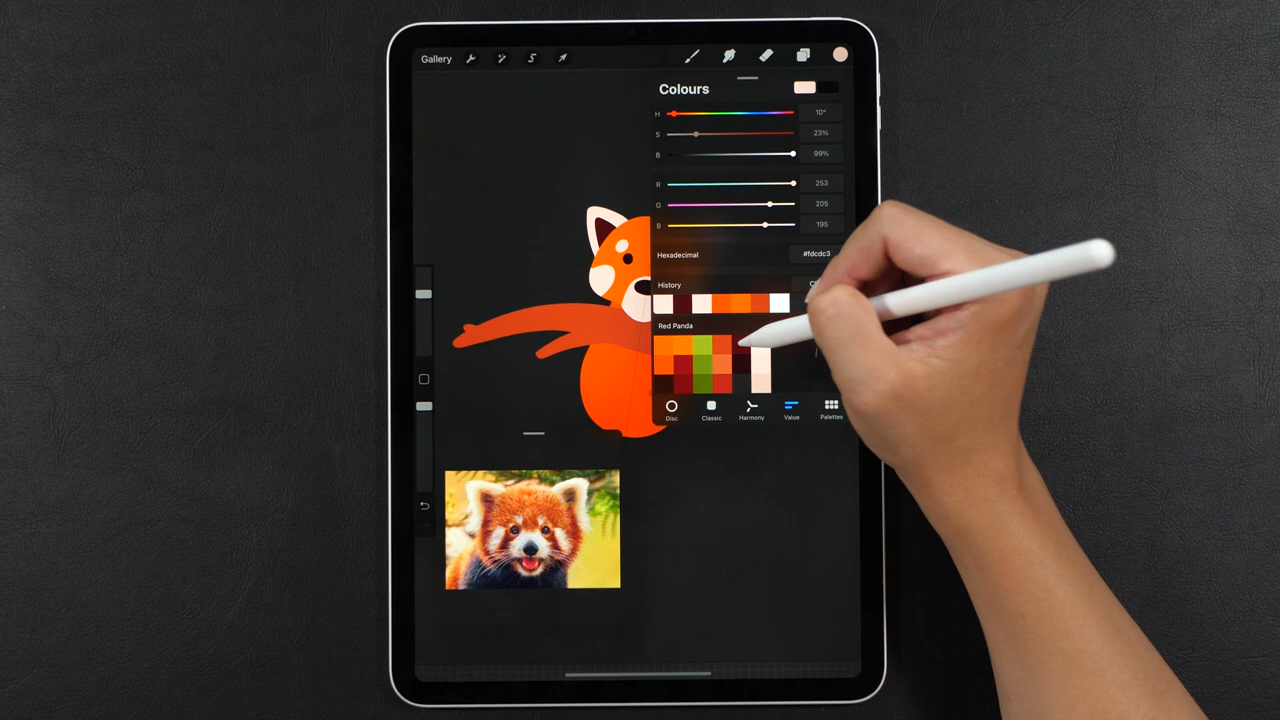 Gallery
Colours
H 10°
S 23%
B 99%
R 253
G 205
B 195
Hexadecimal #fdcdc3
History
Red Panda
Disc Classic Harmony Value Palettes